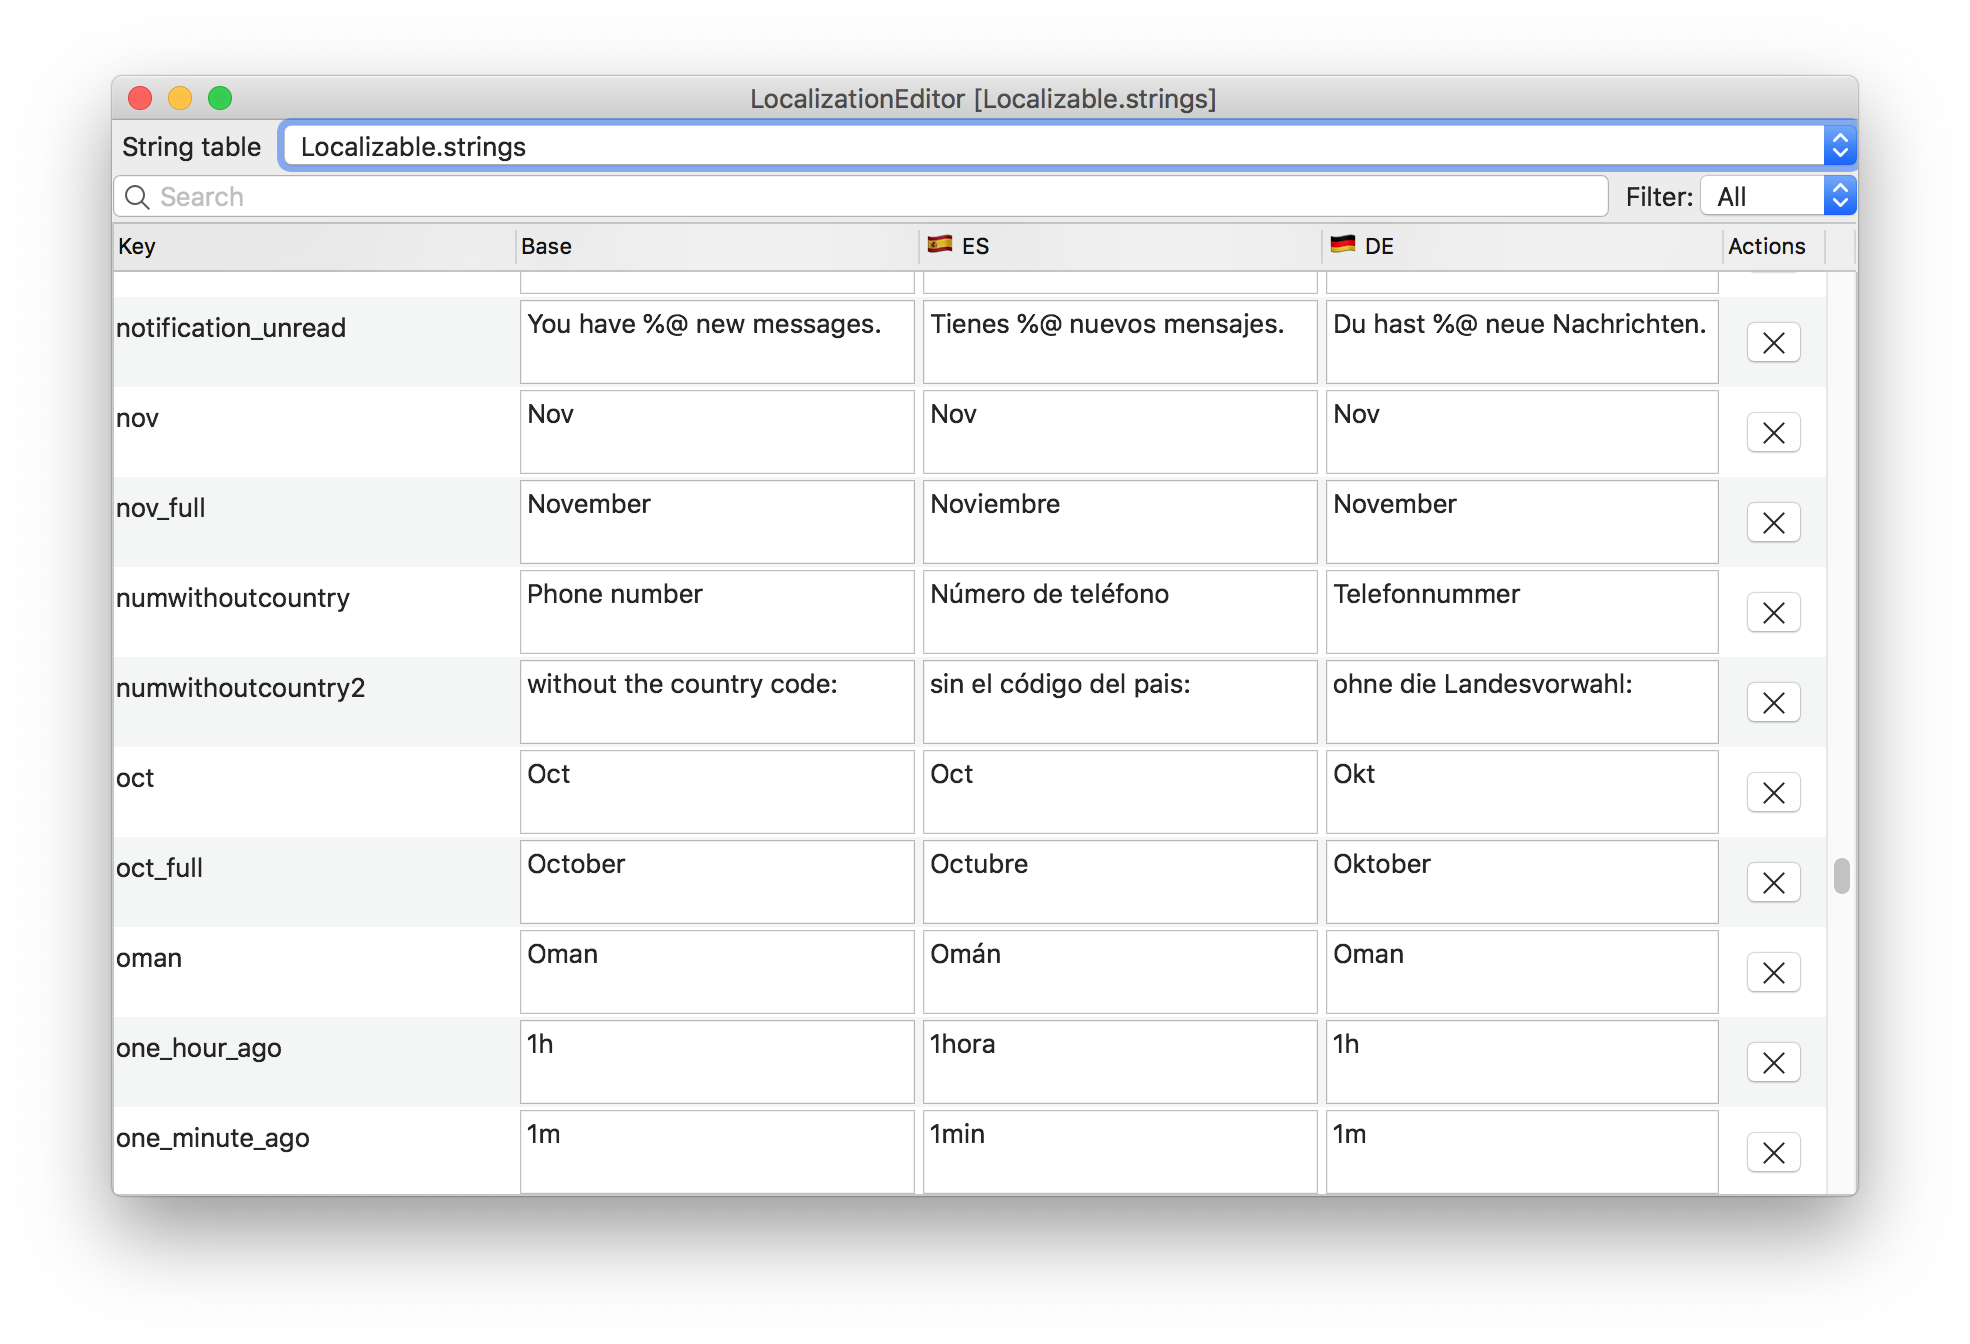 LocalizationEditor [Localizable.strings]
String table Localizable.strings
Search Filter: All
Key Base ES DE Actions
notification_unread You have %@ new messages. Tienes %@ nuevos mensajes. Du hast %@ neue Nachrichten.
nov Nov Nov Nov
nov_full November Noviembre November
numwithoutcountry Phone number Número de teléfono Telefonnummer
numwithoutcountry2 without the country code: sin el código del pais: ohne die Landesvorwahl:
oct Oct Oct Okt
oct_full October Octubre Oktober
oman Oman Omán Oman
one_hour_ago 1h 1hora 1h
one_minute_ago 1m 1min 1m